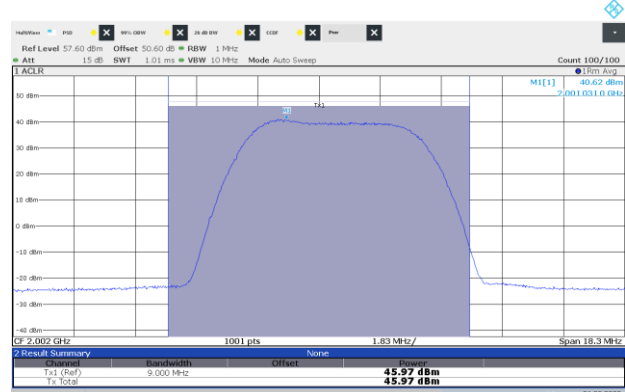 MultiView PSD 99% OBW 26 dB BW CCDF Pwr
Ref Level 57.60 dBm Offset 50.60 dB RBW 1 MHz
Att 15 dB SWT 1.01 ms VBW 10 MHz Mode Auto Sweep Count 100/100
1 ACLR 1Rm Avg
M1[1] 40.62 dBm
2.0010310 GHz
50 dBm
Tx1
M1
40 dBm
30 dBm
20 dBm
10 dBm
0 dBm
-10 dBm
-20 dBm
-30 dBm
-40 dBm
CF 2.002 GHz 1001 pts 1.83 MHz/ Span 18.3 MHz
2 Result Summary None
Channel Bandwidth Offset Power
Tx1 (Ref) 9.000 MHz 45.97 dBm
Tx Total 45.97 dBm